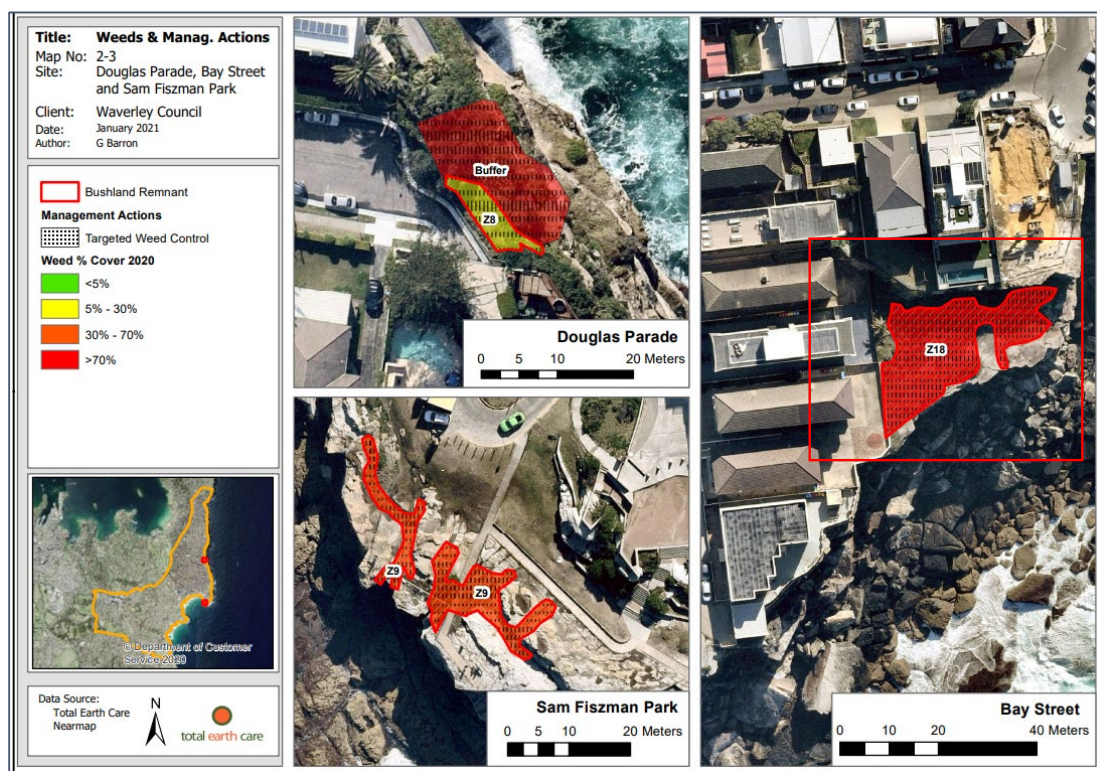 Title: Weeds & Manag. Actions
Map No: 2-3
Site: Douglas Parade, Bay Street
and Sam Fiszman Park
Client: Waverley Council
Date: January 2021
Author: G Barron
Bushland Remnant
Management Actions
Targeted Weed Control
Weed % Cover 2020
<5%
5% - 30%
30% - 70%
>70%
© Department of Customer
Service 2020
Data Source:
Total Earth Care
Nearmap
N
total earth care
Buffer
Z8
Douglas Parade
0 5 10 20 Meters
Z9
Z9
Sam Fiszman Park
0 5 10 20 Meters
Z18
Bay Street
0 10 20 40 Meters